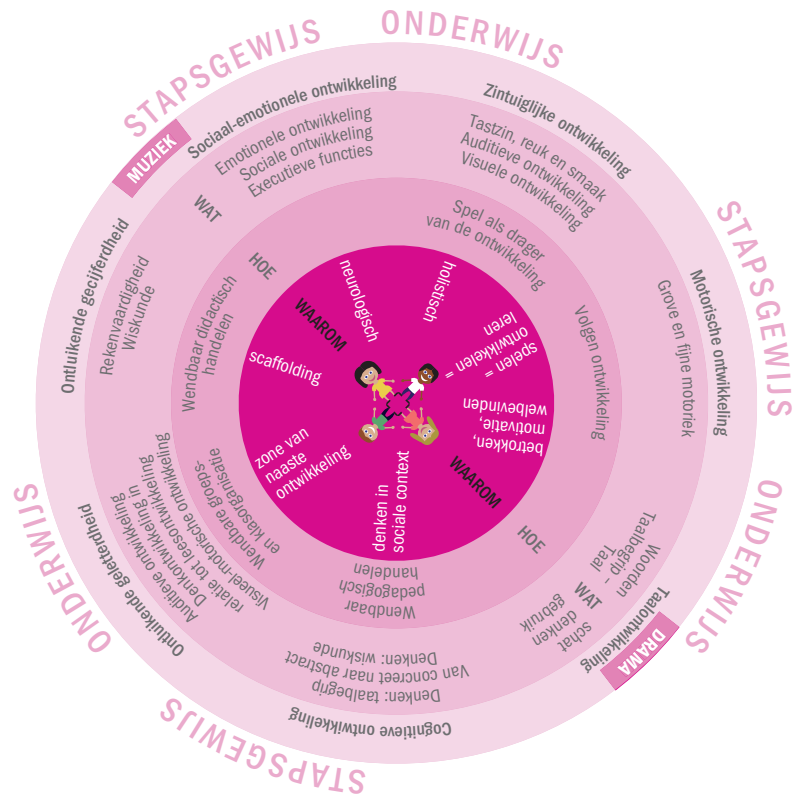 STAPSGEWIJS
ONDERWIJS
STAPSGEWIJS
ONDERWIJS
STAPSGEWIJS
ONDERWIJS
MUZIEK
DRAMA
Sociaal-emotionele ontwikkeling
Emotionele ontwikkeling
Sociale ontwikkeling
Executieve functies
Zintuiglijke ontwikkeling
Tastzin, reuk en smaak
Auditieve ontwikkeling
Visuele ontwikkeling
Motorische ontwikkeling
Grove en fijne motoriek
Taalontwikkeling
Woorden schat
Taalbegrip – denken
Taal gebruik
WAT
Cognitieve ontwikkeling
Denken: taalbegrip
Van concreet naar abstract
Denken: wiskunde
Ontluikende geletterdheid
Auditieve ontwikkeling
Denkontwikkeling in
relatie tot leesontwikkeling
Visueel-motorische ontwikkeling
Ontluikende gecijferdheid
Rekenvaardigheid
Wiskunde
WAT
HOE
Spel als drager
van de ontwikkeling
Volgen ontwikkeling
HOE
Wendbaar
pedagogisch
handelen
Wendbare groeps-
en klasorganisatie
Wendbaar didactisch
handelen
WAAROM
neurologisch
holistisch
spelen =
ontwikkelen =
leren
betrokken,
motivatie,
welbevinden
WAAROM
denken in
sociale context
zone van
naaste
ontwikkeling
scaffolding